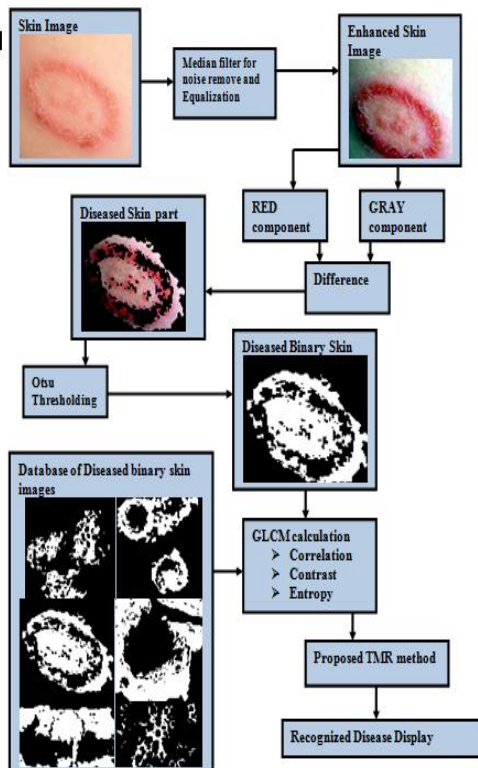 Skin Image
Median filter for
noise remove and
Equalization
Enhanced Skin
Image
RED
component
GRAY
component
Difference
Diseased Skin part
Otsu
Thresholding
Diseased Binary Skin
Database of Diseased binary skin
images
GLCM calculation
➤ Correlation
➤ Contrast
➤ Entropy
Proposed TMR method
Recognized Disease Display